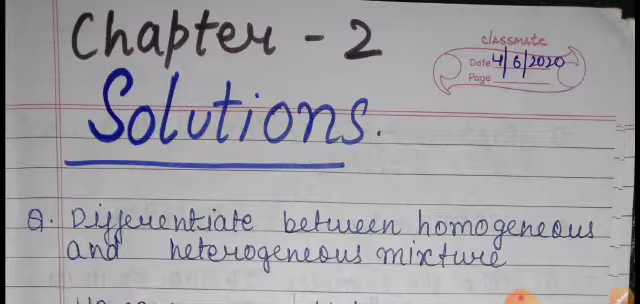 Chapter - 2
classmate
Date 4/6/2020
Page
Solutions.
Q. Differentiate between homogeneous
and heterogeneous mixture